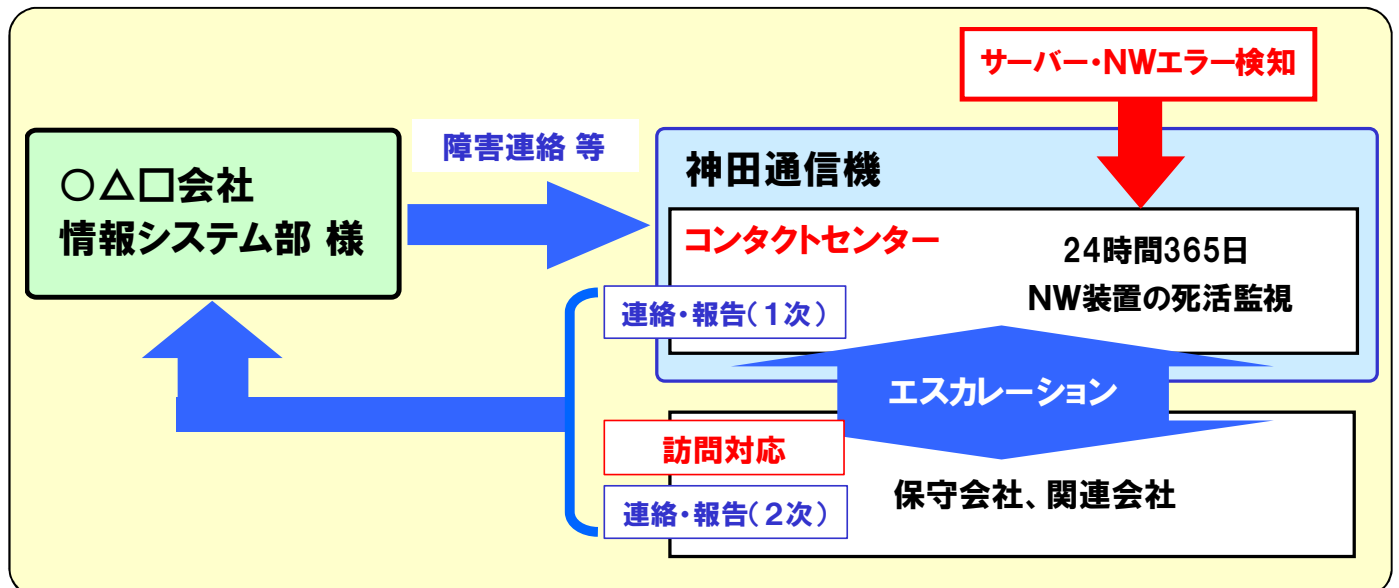 サーバー・NWエラー検知
障害連絡 等
○△□会社
情報システム部 様
神田通信機
コンタクトセンター
24時間365日
NW装置の死活監視
連絡・報告(1次)
エスカレーション
訪問対応
保守会社、関連会社
連絡・報告(2次)